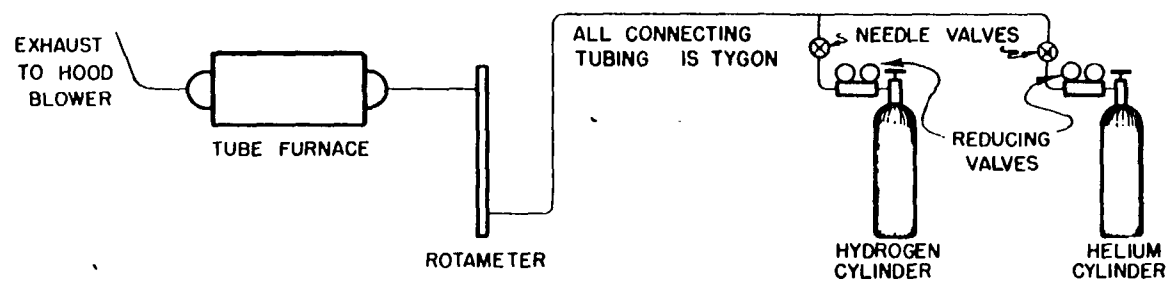 EXHAUST
TO HOOD
BLOWER
TUBE FURNACE
ROTAMETER
ALL CONNECTING
TUBING IS TYGON
NEEDLE VALVES
REDUCING
VALVES
HYDROGEN
CYLINDER
HELIUM
CYLINDER